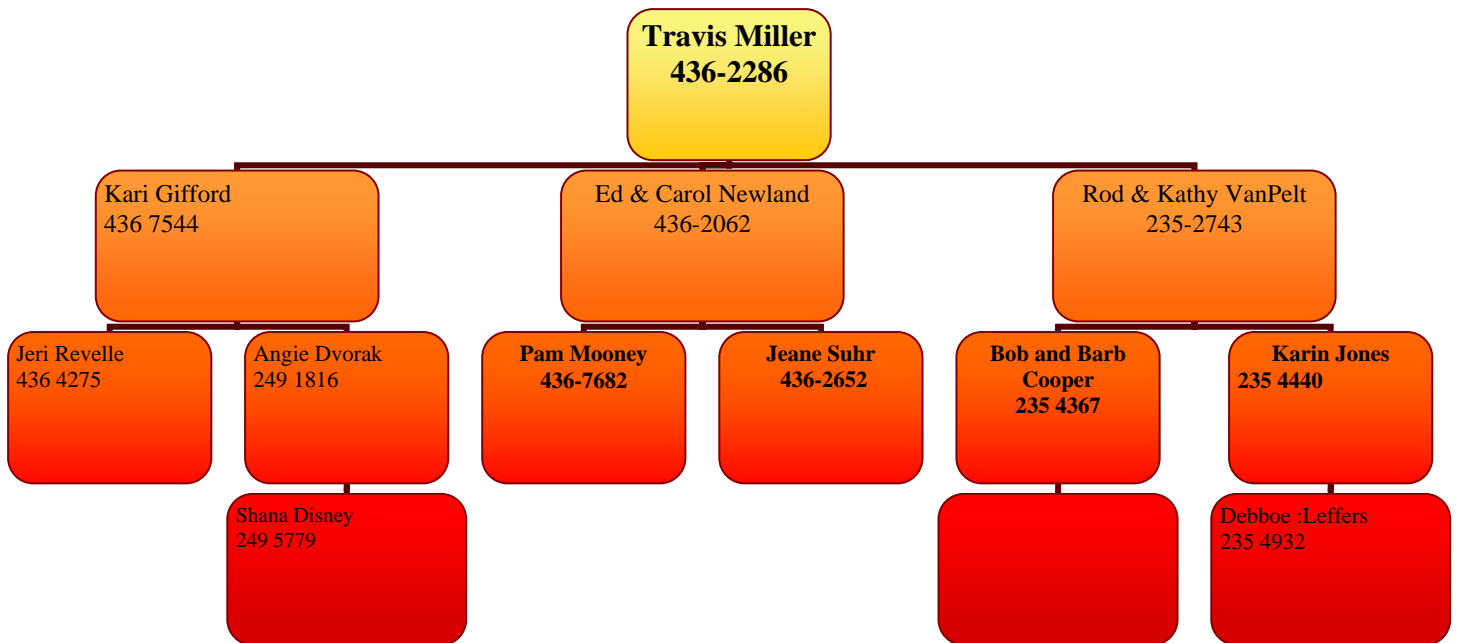 Travis Miller
436-2286
Kari Gifford
436 7544
Ed & Carol Newland
436-2062
Rod & Kathy VanPelt
235-2743
Jeri Revelle
436 4275
Angie Dvorak
249 1816
Pam Mooney
436-7682
Jeane Suhr
436-2652
Bob and Barb
Cooper
235 4367
Karin Jones
235 4440
Shana Disney
249 5779
Debboe :Leffers
235 4932